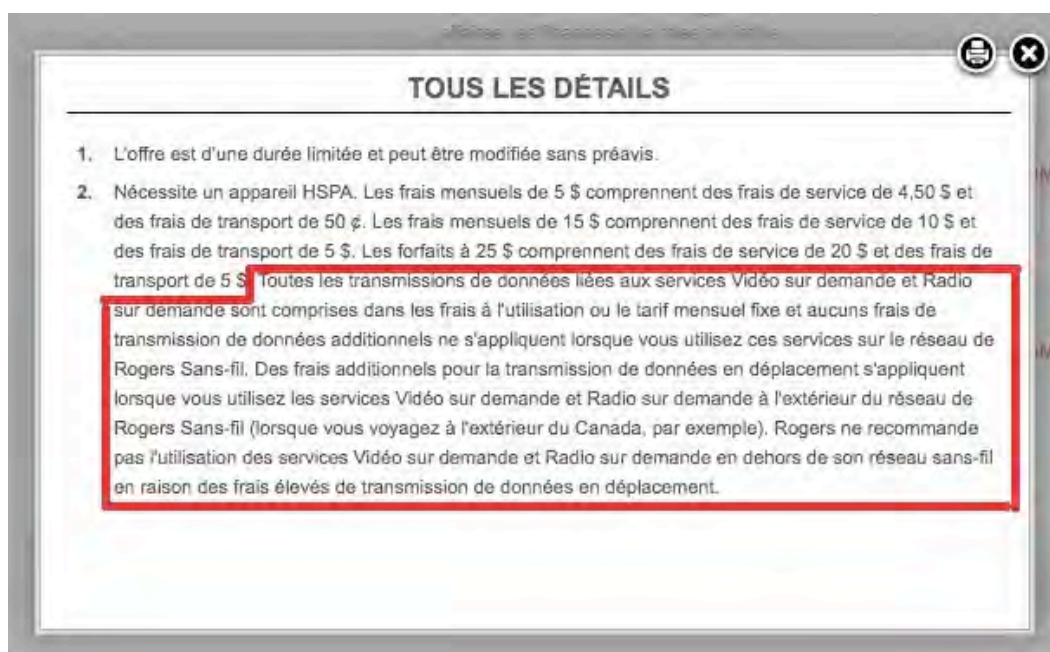 TOUS LES DÉTAILS
1. L'offre est d'une durée limitée et peut être modifiée sans préavis.
2. Nécessite un appareil HSPA. Les frais mensuels de 5 $ comprennent des frais de service de 4,50 $ et
des frais de transport de 50 ¢. Les frais mensuels de 15 $ comprennent des frais de service de 10 $ et
des frais de transport de 5 $. Les forfaits à 25 $ comprennent des frais de service de 20 $ et des frais de
transport de 5 $. Toutes les transmissions de données liées aux services Vidéo sur demande et Radio
sur demande sont comprises dans les frais à l'utilisation ou le tarif mensuel fixe et aucuns frais de
transmission de données additionnels ne s'appliquent lorsque vous utilisez ces services sur le réseau de
Rogers Sans-fil. Des frais additionnels pour la transmission de données en déplacement s'appliquent
lorsque vous utilisez les services Vidéo sur demande et Radio sur demande à l'extérieur du réseau de
Rogers Sans-fil (lorsque vous voyagez à l'extérieur du Canada, par exemple). Rogers ne recommande
pas l'utilisation des services Vidéo sur demande et Radio sur demande en dehors de son réseau sans-fil
en raison des frais élevés de transmission de données en déplacement.